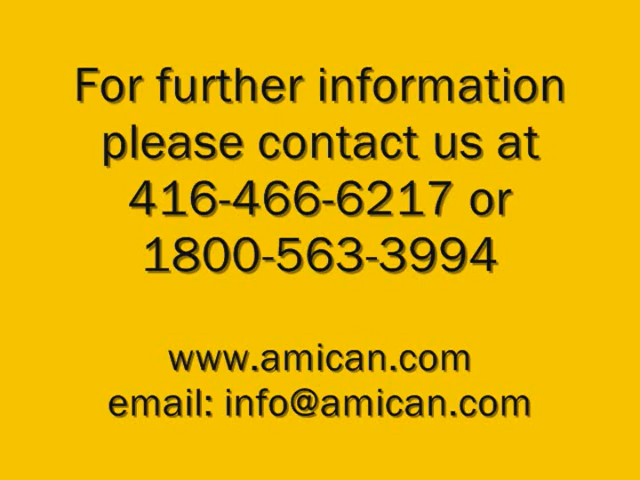 For further information
please contact us at
416-466-6217 or
1800-563-3994
www.amican.com
email: info@amican.com